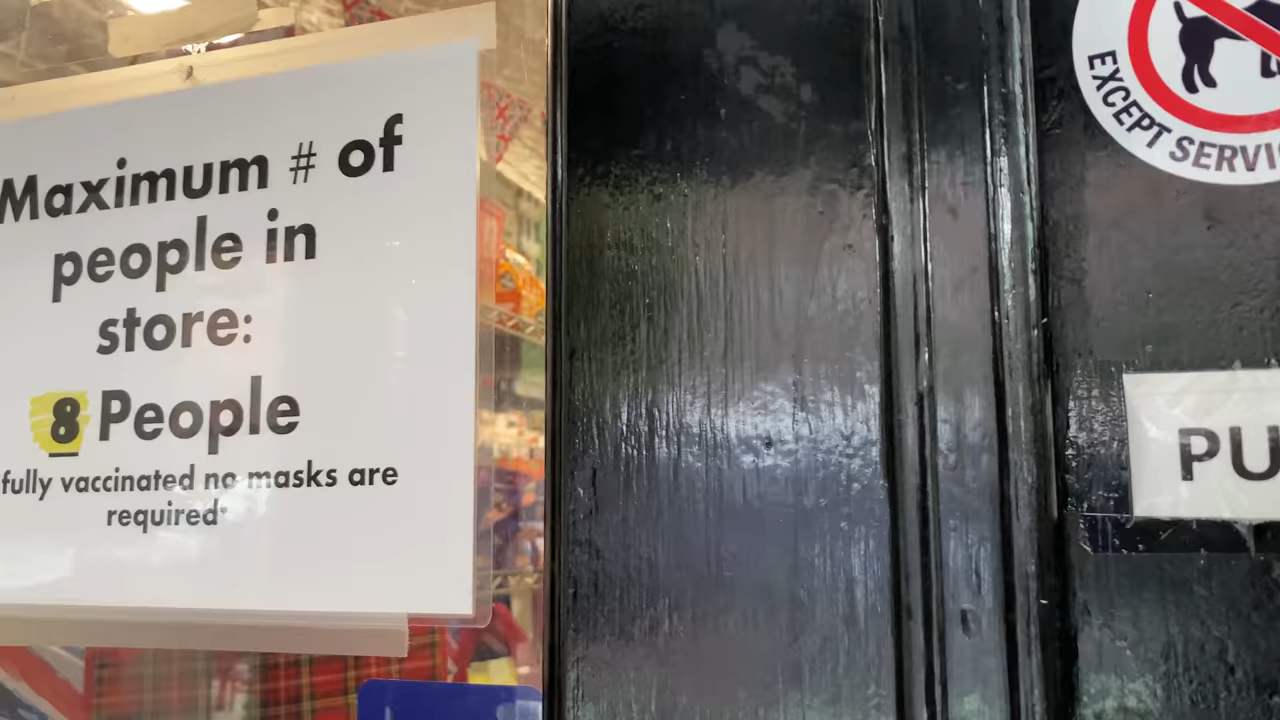 Maximum # of
people in
store:
8 People
fully vaccinated no masks are
required*
EXCEPT SERVIC
PU